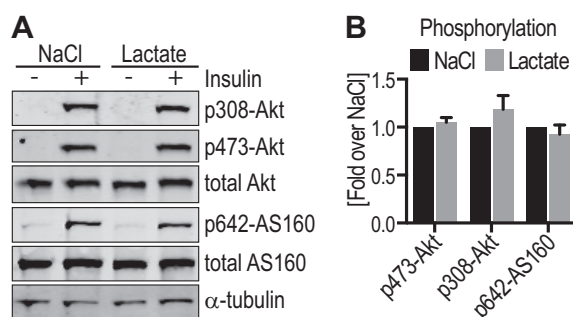 A
NaCl Lactate
- + - + Insulin
p308-Akt
p473-Akt
total Akt
p642-AS160
total AS160
α-tubulin
B
Phosphorylation
NaCl Lactate
[Fold over NaCl]
1.5
1.0
0.5
0.0
p473-Akt
p308-Akt
p642-AS160